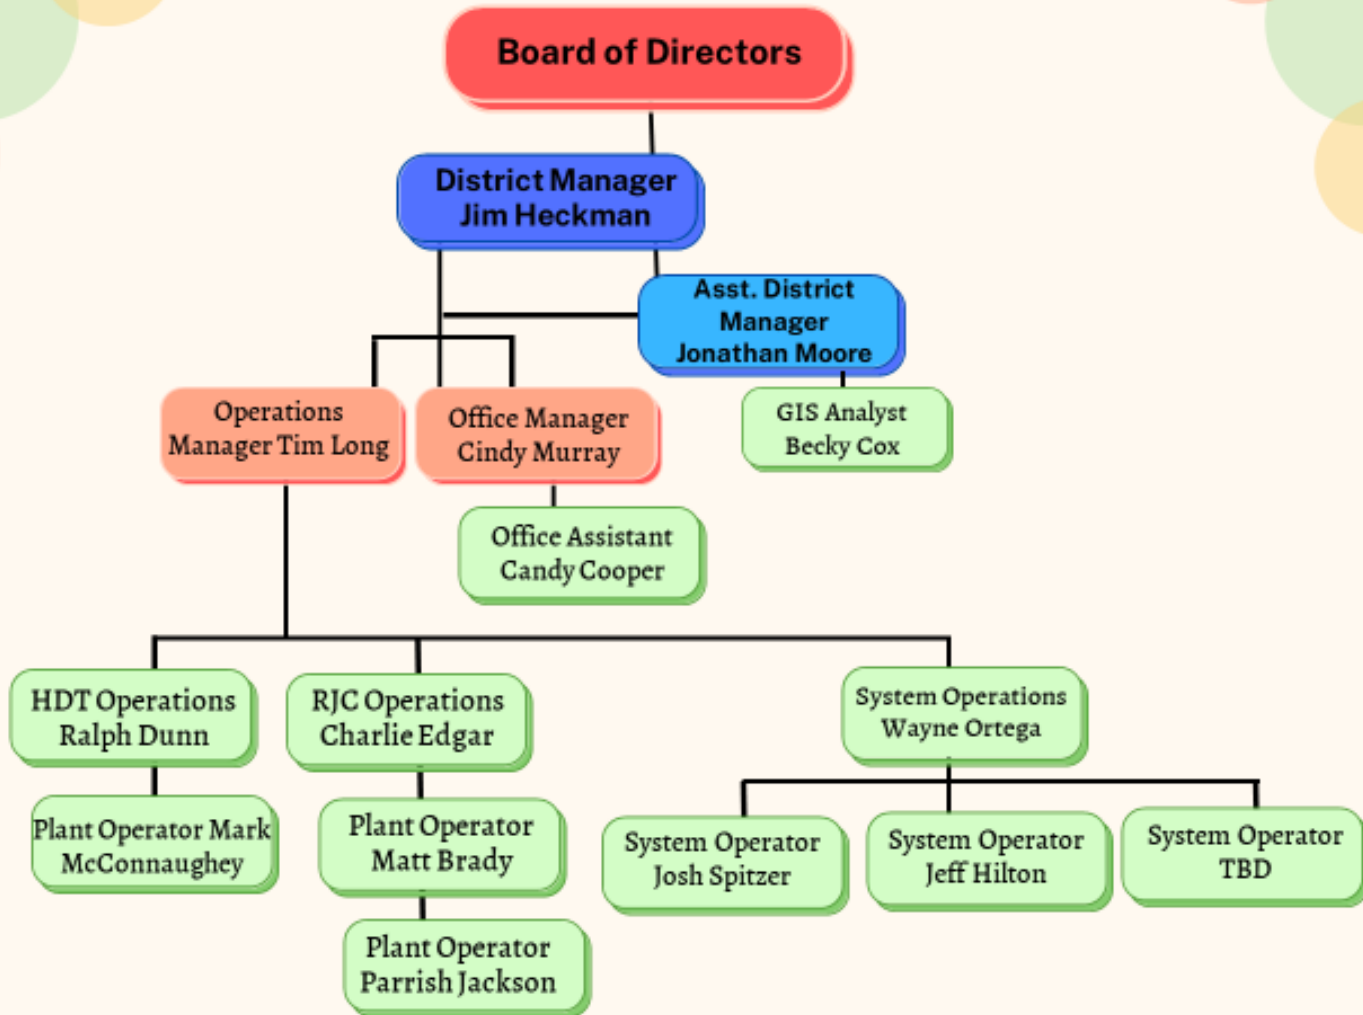 Board of Directors
District Manager
Jim Heckman
Asst. District
Manager
Jonathan Moore
Operations
Manager Tim Long
Office Manager
Cindy Murray
GIS Analyst
Becky Cox
Office Assistant
Candy Cooper
HDT Operations
Ralph Dunn
RJC Operations
Charlie Edgar
System Operations
Wayne Ortega
Plant Operator Mark
McConnaughey
Plant Operator
Matt Brady
System Operator
Josh Spitzer
System Operator
Jeff Hilton
System Operator
TBD
Plant Operator
Parrish Jackson